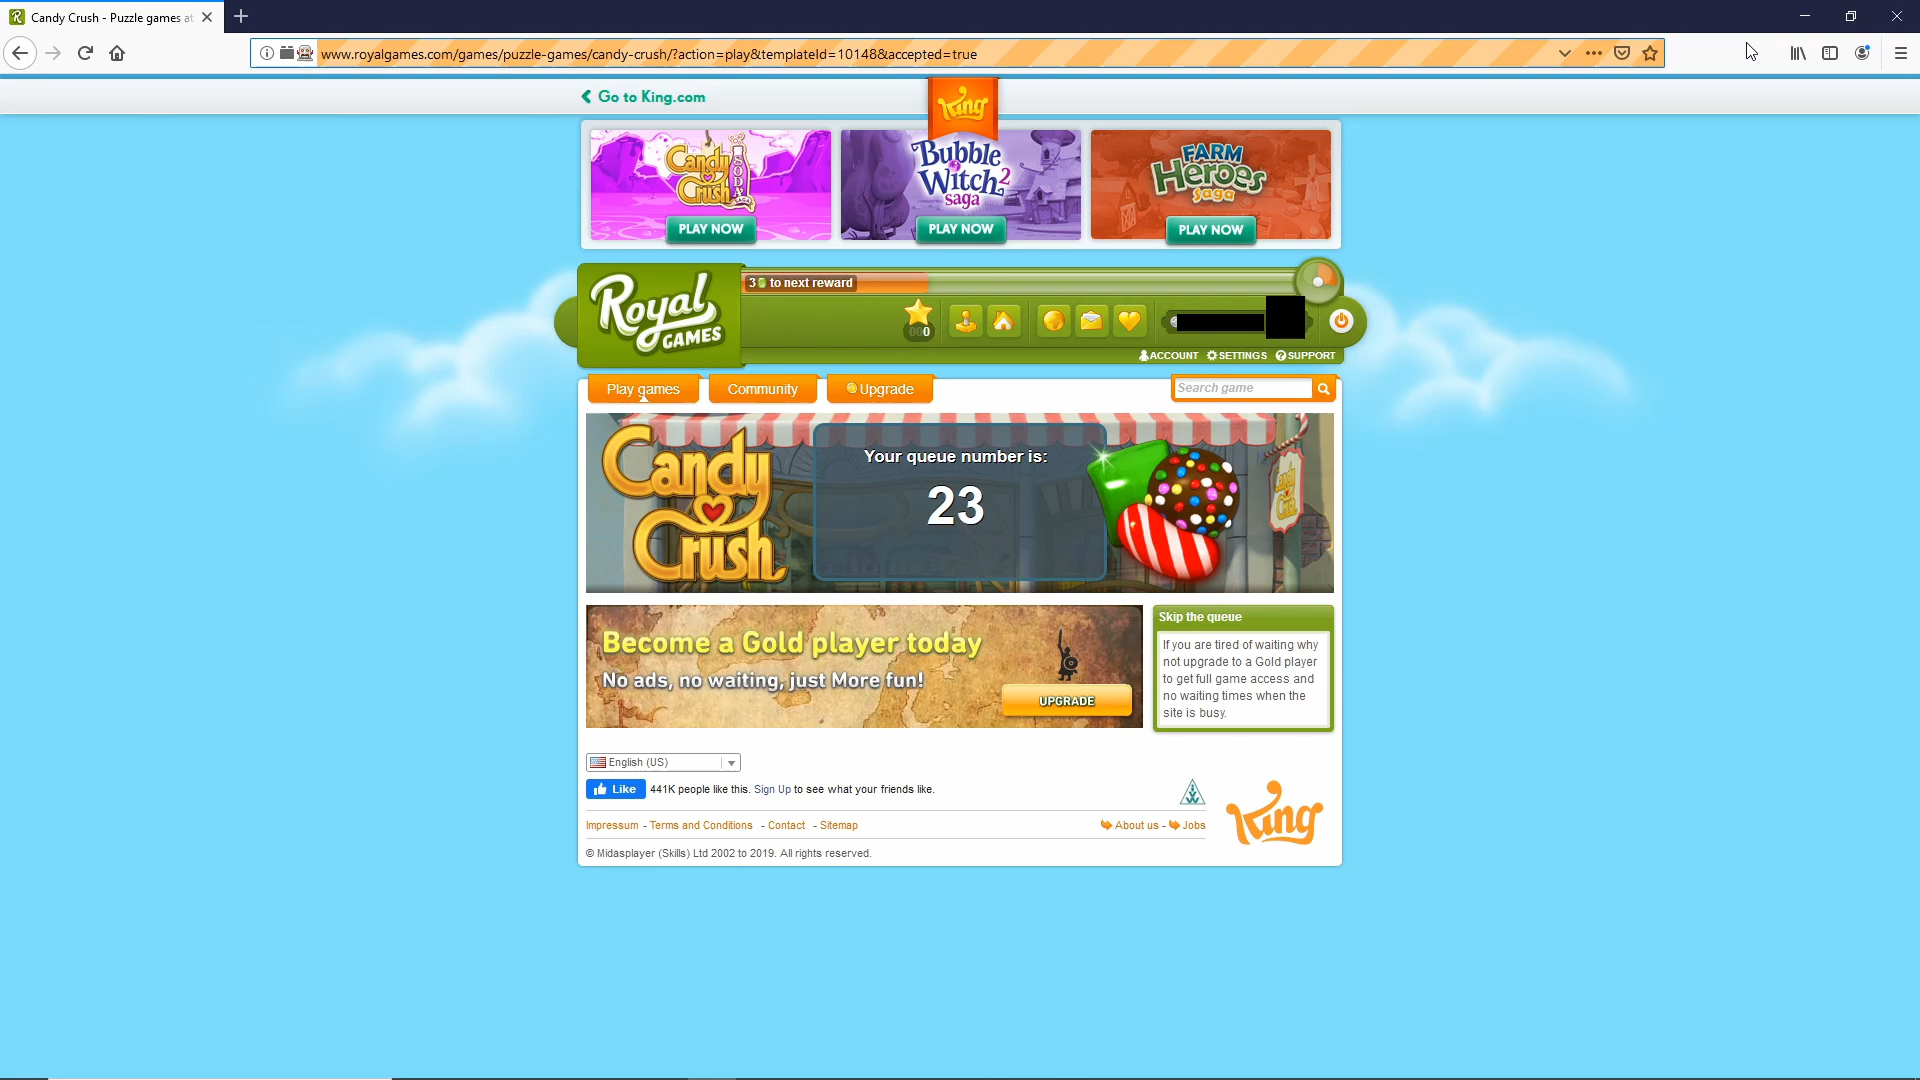 Candy Crush - Puzzle games at
www.royalgames.com/games/puzzle-games/candy-crush/?action=play&templateId=10148&accepted=true
Go to King.com
King
Candy Crush SODA SAGA
PLAY NOW
Bubble Witch 2 saga
PLAY NOW
FARM Heroes saga
PLAY NOW
Royal GAMES
3 to next reward
000
ACCOUNT SETTINGS SUPPORT
Play games
Community
Upgrade
Search game
Candy Crush
Your queue number is:
23
Candy Crush
Become a Gold player today
No ads, no waiting, just More fun!
UPGRADE
Skip the queue
If you are tired of waiting why
not upgrade to a Gold player
to get full game access and
no waiting times when the
site is busy.
English (US)
Like 441K people like this. Sign Up to see what your friends like.
Impressum - Terms and Conditions - Contact - Sitemap
About us - Jobs
King
© Midasplayer (Skills) Ltd 2002 to 2019. All rights reserved.